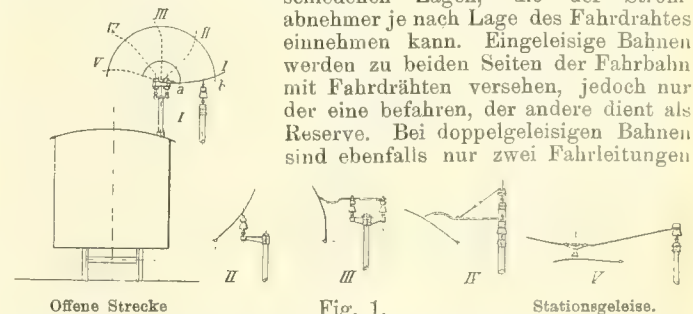 schiedenen Lagen, die der Strom-
abnehmer je nach Lage des Fahrdrahtes
einnehmen kann. Eingeleisige Bahnen
werden zu beiden Seiten der Fahrbahn
mit Fahrdrähten versehen, jedoch nur
der eine befahren, der andere dient als
Reserve. Bei doppelgeleisigen Bahnen
sind ebenfalls nur zwei Fahrleitungen
III
IV II
V I
a b
I
II III IV V
Offene Strecke Fig. 1. Stationsgeleise.